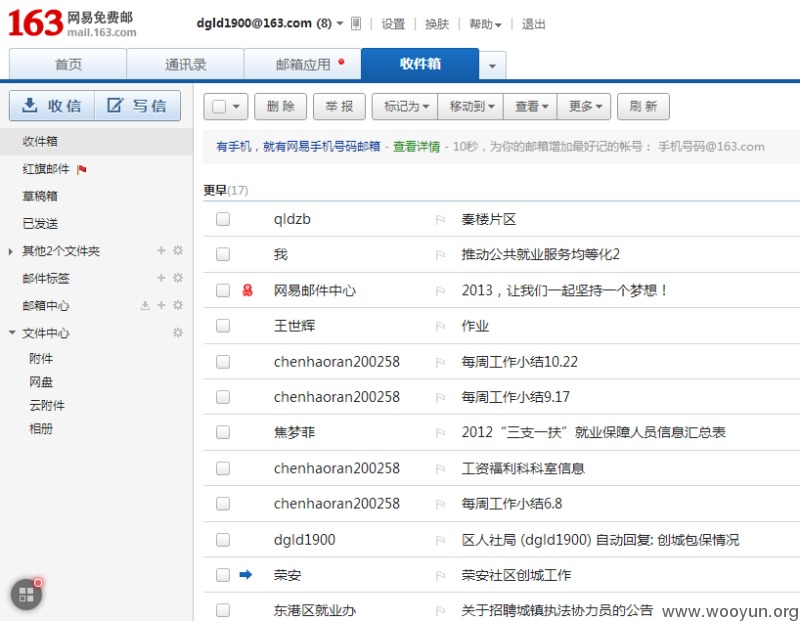 163 网易免费邮
mail.163.com
dgld1900@163.com (8) 设置 换肤 帮助 退出
首页 通讯录 邮箱应用 收件箱
收信 写信
删除 举报 标记为 移动到 查看 更多 刷新
有手机，就有网易手机号码邮箱 - 查看详情 - 10秒，为你的邮箱增加最好记的帐号： 手机号码@163.com
收件箱
红旗邮件
草稿箱
已发送
其他2个文件夹
邮件标签
邮箱中心
文件中心
附件
网盘
云附件
相册
更早(17)
qldzb 秦楼片区
我 推动公共就业服务均等化2
网易邮件中心 2013，让我们一起坚持一个梦想！
王世辉 作业
chenhaoran200258 每周工作小结10.22
chenhaoran200258 每周工作小结9.17
焦梦菲 2012“三支一扶”就业保障人员信息汇总表
chenhaoran200258 工资福利科科室信息
chenhaoran200258 每周工作小结6.8
dgld1900 区人社局 (dgld1900) 自动回复: 创城包保情况
荣安 荣安社区创城工作
东港区就业办 关于招聘城镇执法协力员的公告
www.wooyun.org